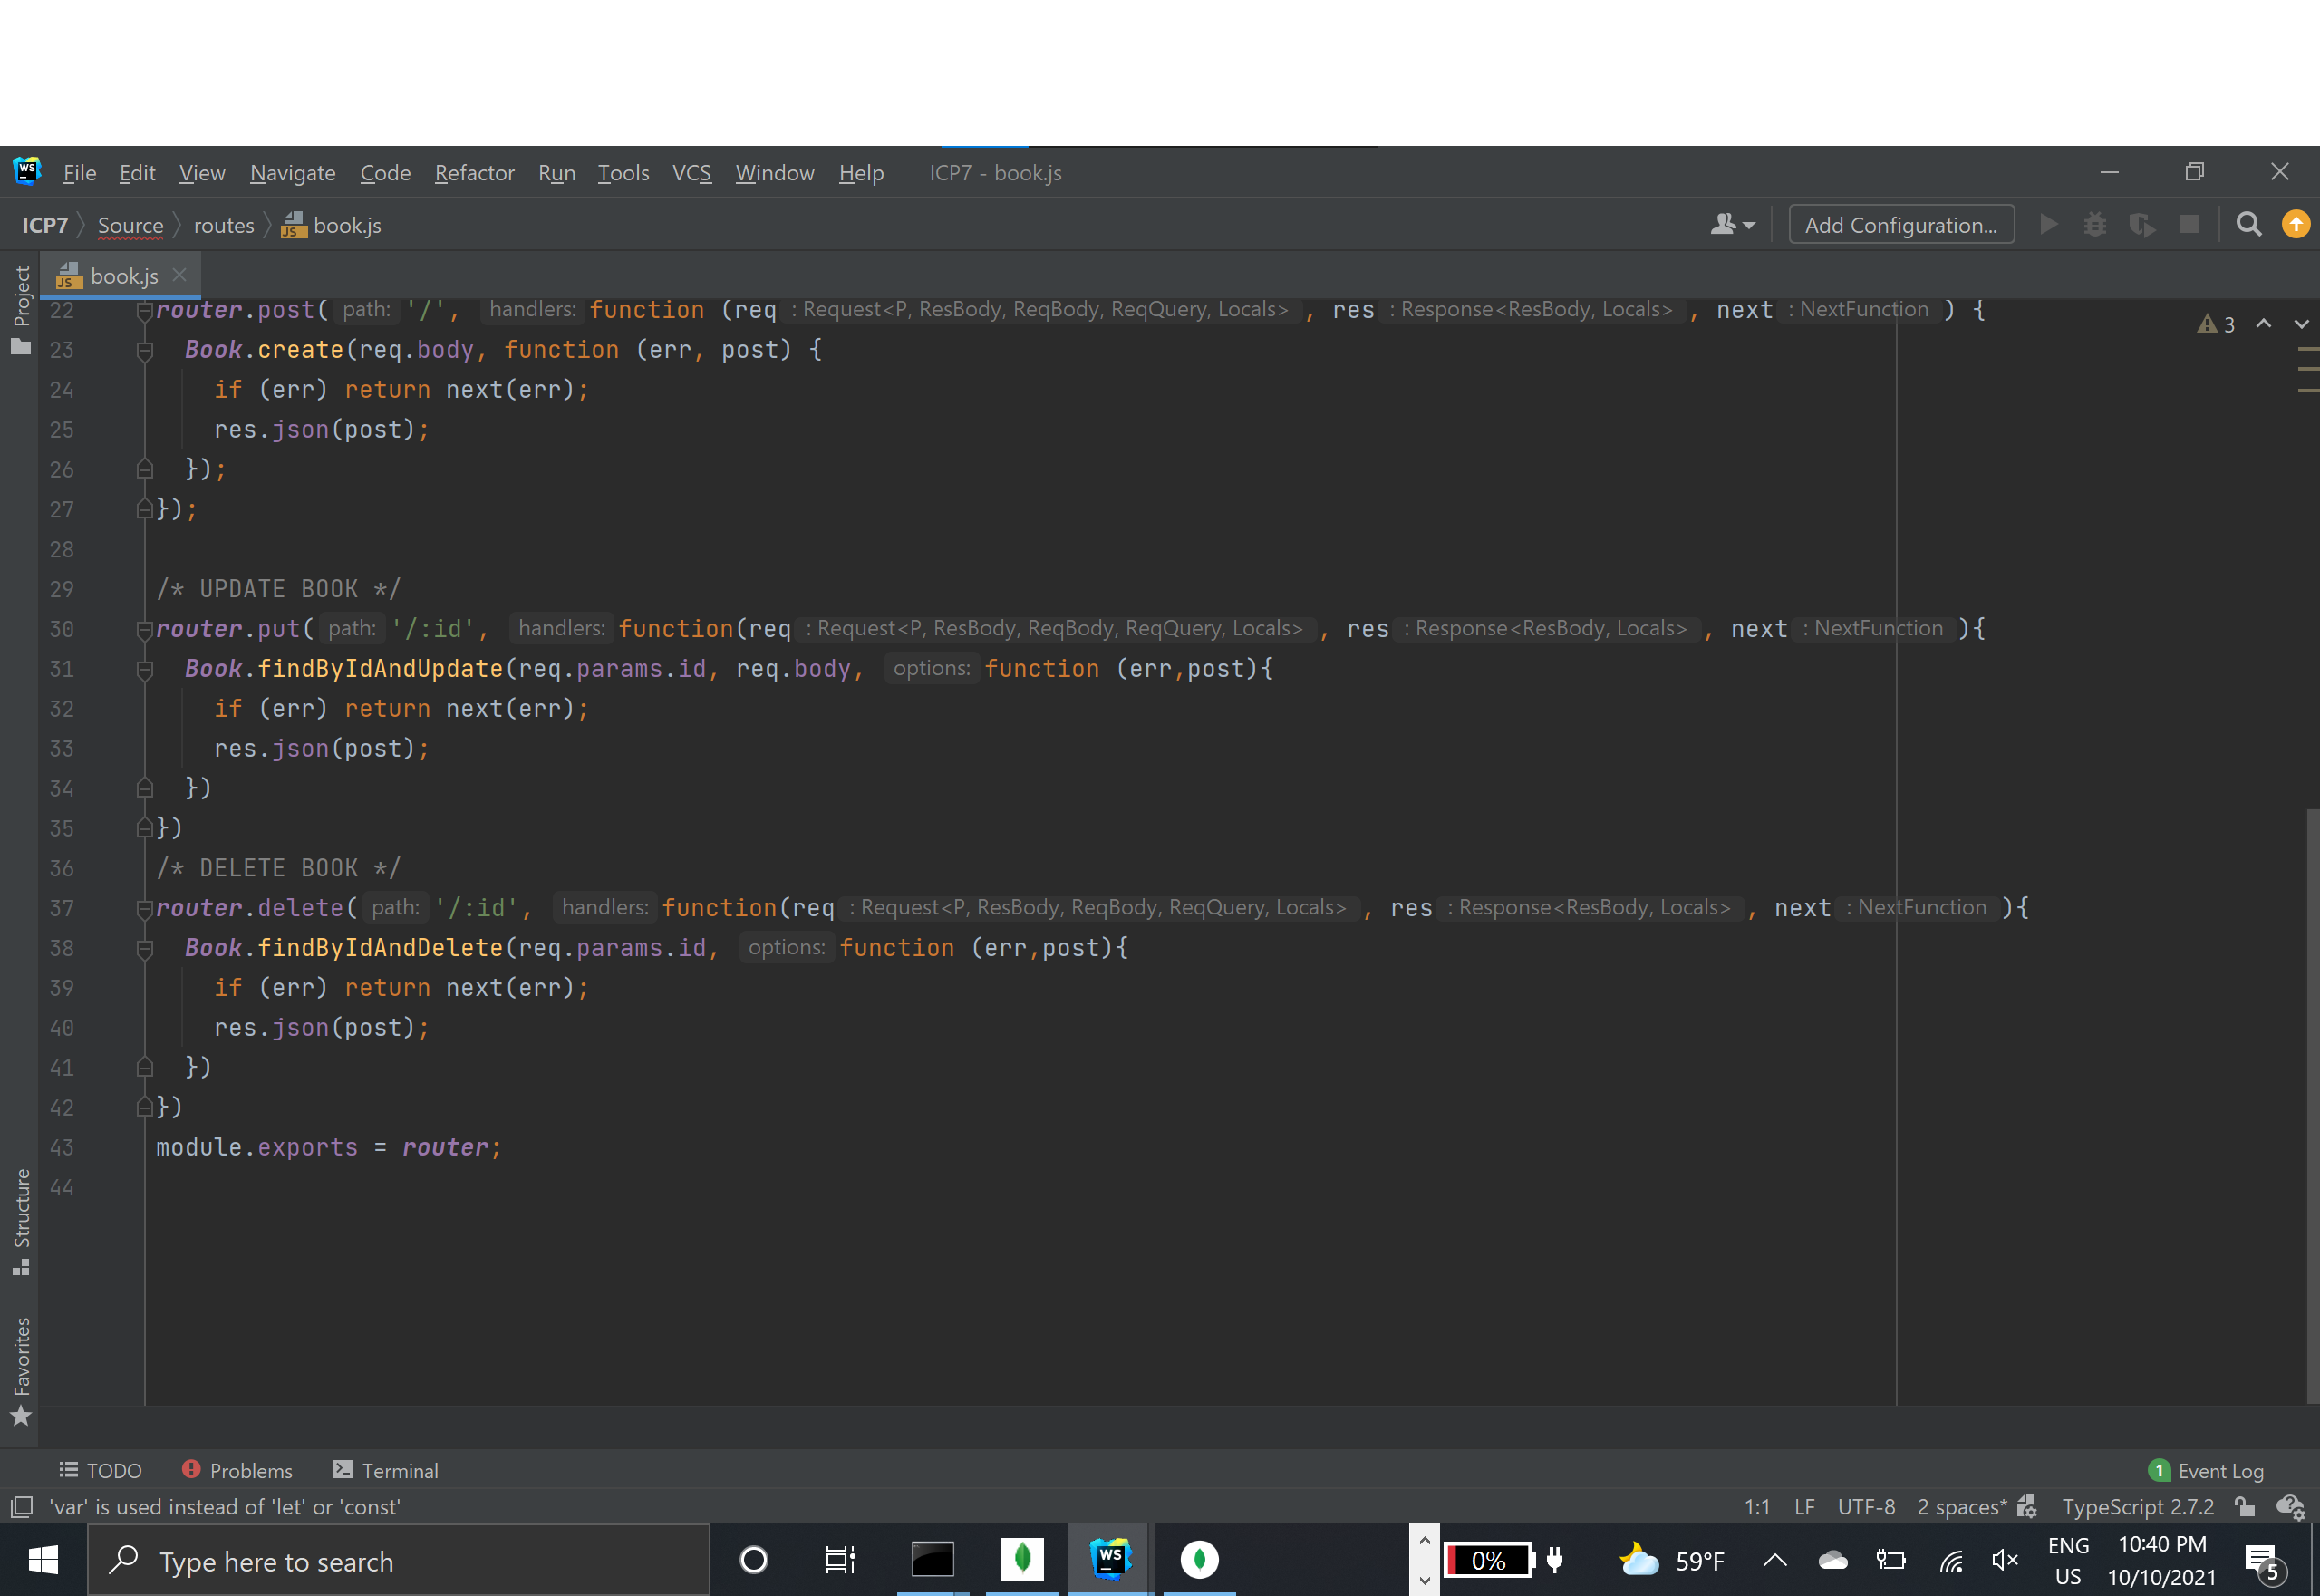 WS File Edit View Navigate Code Refactor Run Tools VCS Window Help ICP7 - book.js
ICP7 Source routes JS book.js Add Configuration...
Project
JS book.js
22 router.post( path: '/', handlers: function (req : Request<P, ResBody, ReqBody, ReqQuery, Locals> , res : Response<ResBody, Locals> , next : NextFunction ) {
3
23 Book.create(req.body, function (err, post) {
24 if (err) return next(err);
25 res.json(post);
26 });
27 });
28
29 /* UPDATE BOOK */
30 router.put( path: '/:id', handlers: function(req : Request<P, ResBody, ReqBody, ReqQuery, Locals> , res : Response<ResBody, Locals> , next : NextFunction ){
31 Book.findByIdAndUpdate(req.params.id, req.body, options: function (err,post){
32 if (err) return next(err);
33 res.json(post);
34 })
35 })
36 /* DELETE BOOK */
37 router.delete( path: '/:id', handlers: function(req : Request<P, ResBody, ReqBody, ReqQuery, Locals> , res : Response<ResBody, Locals> , next : NextFunction ){
38 Book.findByIdAndDelete(req.params.id, options: function (err,post){
39 if (err) return next(err);
40 res.json(post);
41 })
42 })
43 module.exports = router;
44
Structure
Favorites
TODO Problems Terminal 1 Event Log
'var' is used instead of 'let' or 'const' 1:1 LF UTF-8 2 spaces* TypeScript 2.7.2
Type here to search WS 0% 59°F ENG US 10:40 PM 10/10/2021 5